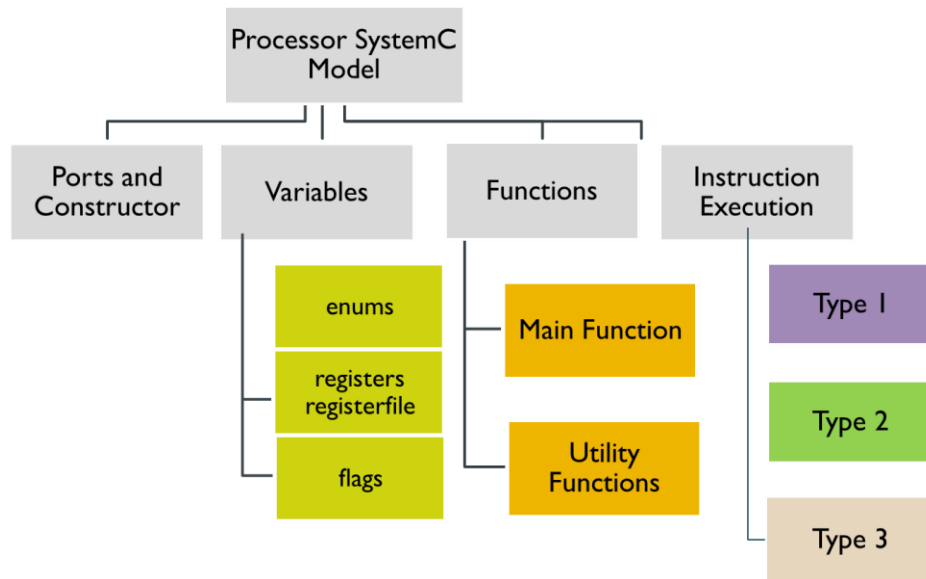 Processor SystemC
Model
Ports and
Constructor
Variables
Functions
Instruction
Execution
enums
registers
registerfile
flags
Main Function
Utility
Functions
Type 1
Type 2
Type 3